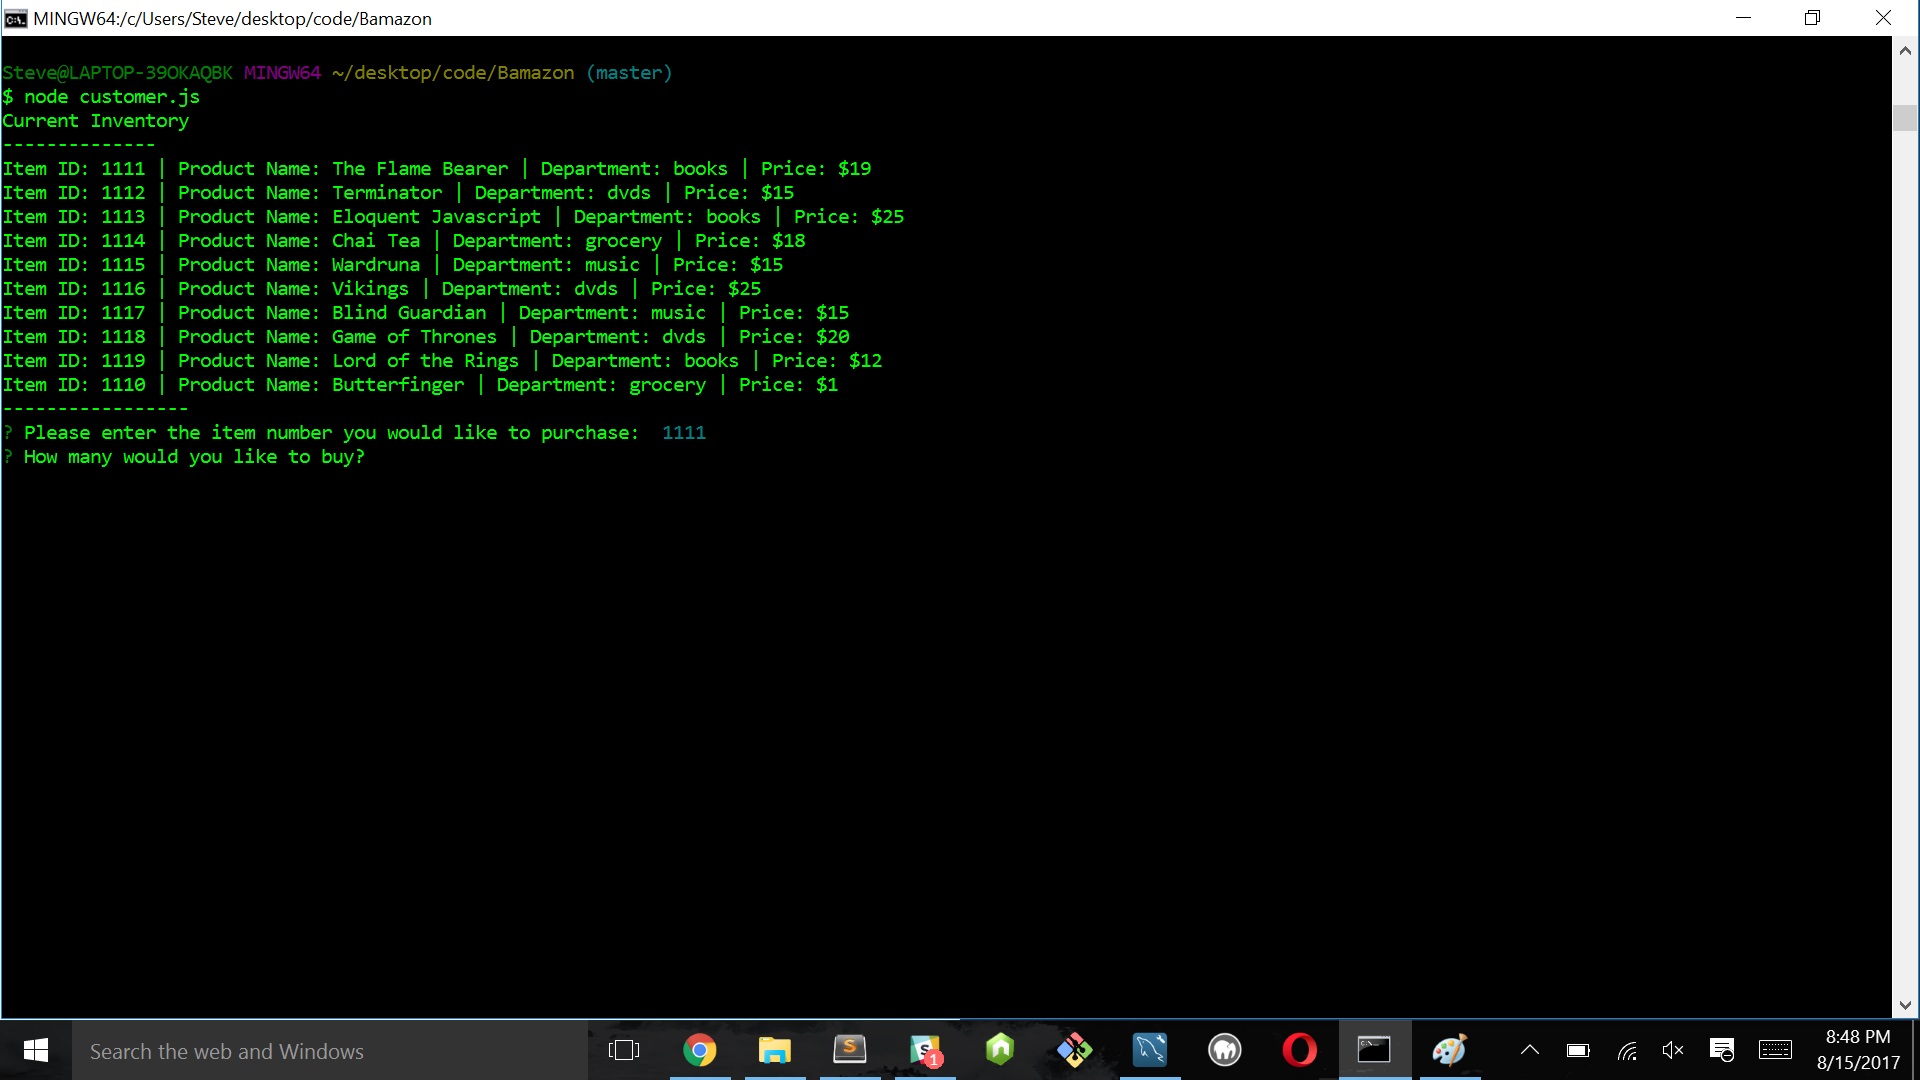 MINGW64:/c/Users/Steve/desktop/code/Bamazon
Steve@LAPTOP-39OKAQBK MINGW64 ~/desktop/code/Bamazon (master)
$ node customer.js
Current Inventory
--------------
Item ID: 1111 | Product Name: The Flame Bearer | Department: books | Price: $19
Item ID: 1112 | Product Name: Terminator | Department: dvds | Price: $15
Item ID: 1113 | Product Name: Eloquent Javascript | Department: books | Price: $25
Item ID: 1114 | Product Name: Chai Tea | Department: grocery | Price: $18
Item ID: 1115 | Product Name: Wardruna | Department: music | Price: $15
Item ID: 1116 | Product Name: Vikings | Department: dvds | Price: $25
Item ID: 1117 | Product Name: Blind Guardian | Department: music | Price: $15
Item ID: 1118 | Product Name: Game of Thrones | Department: dvds | Price: $20
Item ID: 1119 | Product Name: Lord of the Rings | Department: books | Price: $12
Item ID: 1110 | Product Name: Butterfinger | Department: grocery | Price: $1
-----------------
? Please enter the item number you would like to purchase:  1111
? How many would you like to buy?
Search the web and Windows
S
S
1
8:48 PM
8/15/2017